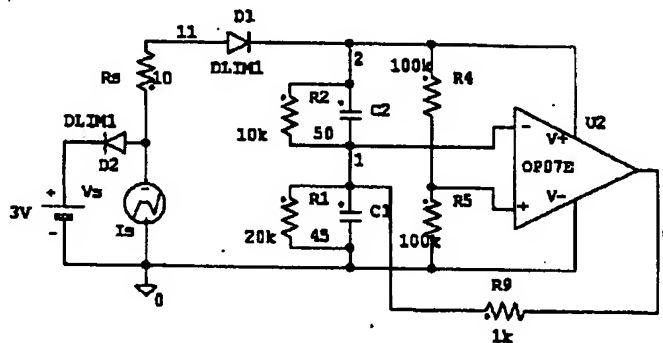 11
D1
DLIM1
Rs
10
2
100k
R4
R2
C2
10k
50
DLIM1
D2
U2
-
V+
OP07E
V-
+
1
+
Vs
3V
-
-
Is
R1
C1
20k
45
R5
100k
0
R9
1k